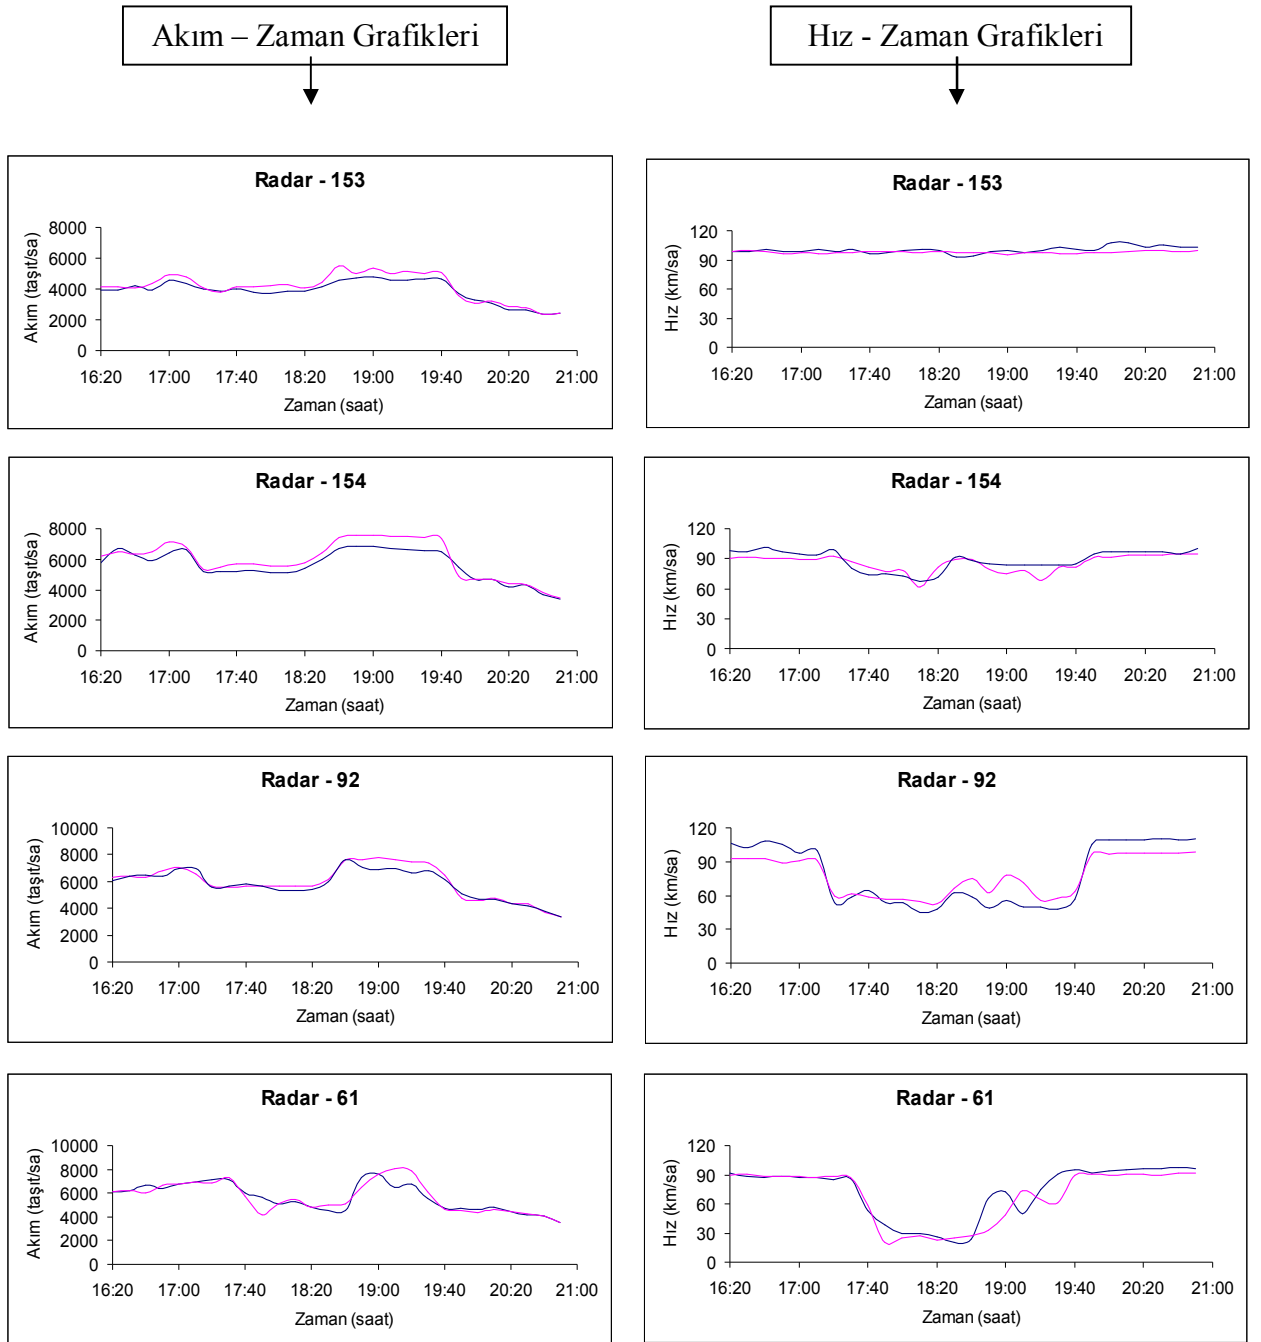 Akım – Zaman Grafikleri
Hız - Zaman Grafikleri
Radar - 153
Akım (taşıt/sa)
8000
6000
4000
2000
0
16:20 17:00 17:40 18:20 19:00 19:40 20:20 21:00
Zaman (saat)
Radar - 153
Hız (km/sa)
120
90
60
30
0
16:20 17:00 17:40 18:20 19:00 19:40 20:20 21:00
Zaman (saat)
Radar - 154
Akım (taşıt/sa)
8000
6000
4000
2000
0
16:20 17:00 17:40 18:20 19:00 19:40 20:20 21:00
Zaman (saat)
Radar - 154
Hız (km/sa)
120
90
60
30
0
16:20 17:00 17:40 18:20 19:00 19:40 20:20 21:00
Zaman (saat)
Radar - 92
Akım (taşıt/sa)
10000
8000
6000
4000
2000
0
16:20 17:00 17:40 18:20 19:00 19:40 20:20 21:00
Zaman (saat)
Radar - 92
Hız (km/sa)
120
90
60
30
0
16:20 17:00 17:40 18:20 19:00 19:40 20:20 21:00
Zaman (saat)
Radar - 61
Akım (taşıt/sa)
10000
8000
6000
4000
2000
0
16:20 17:00 17:40 18:20 19:00 19:40 20:20 21:00
Zaman (saat)
Radar - 61
Hız (km/sa)
120
90
60
30
0
16:20 17:00 17:40 18:20 19:00 19:40 20:20 21:00
Zaman (saat)